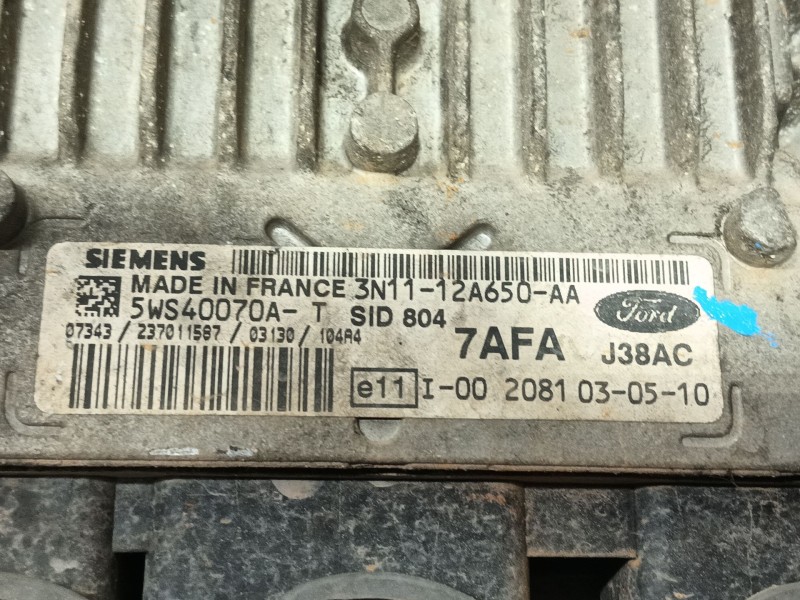 SIEMENS
MADE IN FRANCE 3N11-12A650-AA
5WS40070A- T SID 804
Ford
07343 / 237011587 / 03130 / 104A4
7AFA J38AC
e11 I-00 2081 03-05-10